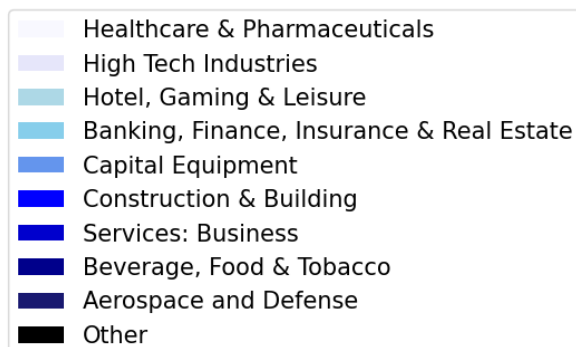 Healthcare & Pharmaceuticals
High Tech Industries
Hotel, Gaming & Leisure
Banking, Finance, Insurance & Real Estate
Capital Equipment
Construction & Building
Services: Business
Beverage, Food & Tobacco
Aerospace and Defense
Other